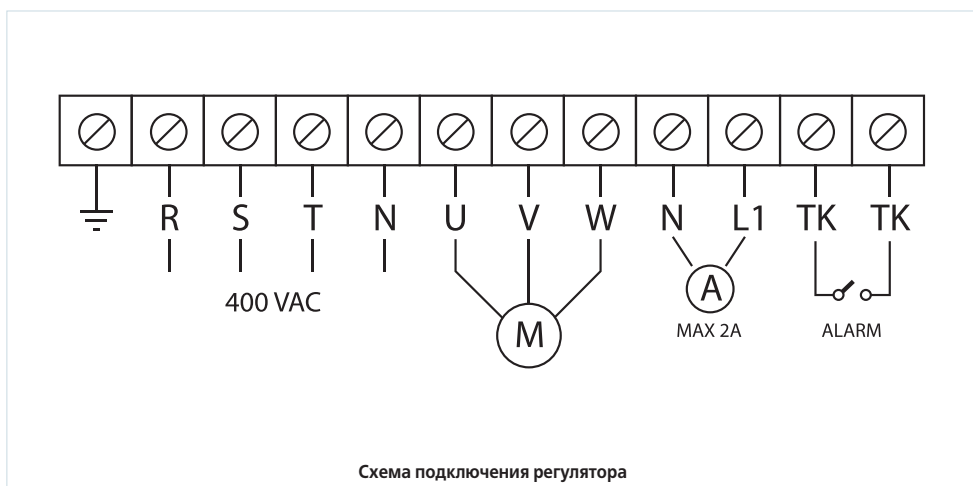 R S T N U V W N L1 TK TK
400 VAC
A
M
MAX 2A
ALARM
Схема подключения регулятора